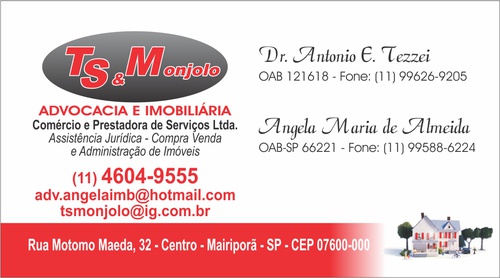 TS & Monjolo
ADVOCACIA E IMOBILIÁRIA
Comércio e Prestadora de Serviços Ltda.
Assistência Jurídica - Compra Venda
e Administração de Imóveis
(11) 4604-9555
adv.angelaimb@hotmail.com
tsmonjolo@ig.com.br
Dr. Antonio E. Tezzei
OAB 121618 - Fone: (11) 99626-9205
Angela Maria de Almeida
OAB-SP 66221 - Fone: (11) 99588-6224
Rua Motomo Maeda, 32 - Centro - Mairiporã - SP - CEP 07600-000